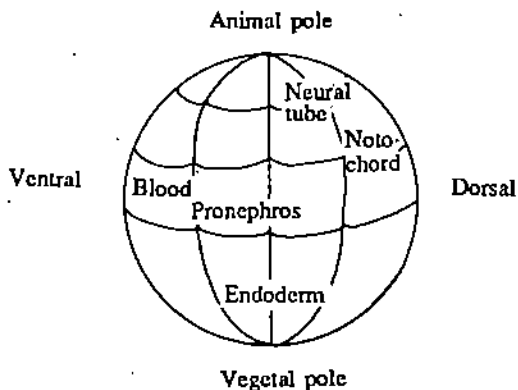 Animal pole
Neural
tube
Noto-
chord
Ventral
Blood
Dorsal
Pronephros
Endoderm
Vegetal pole